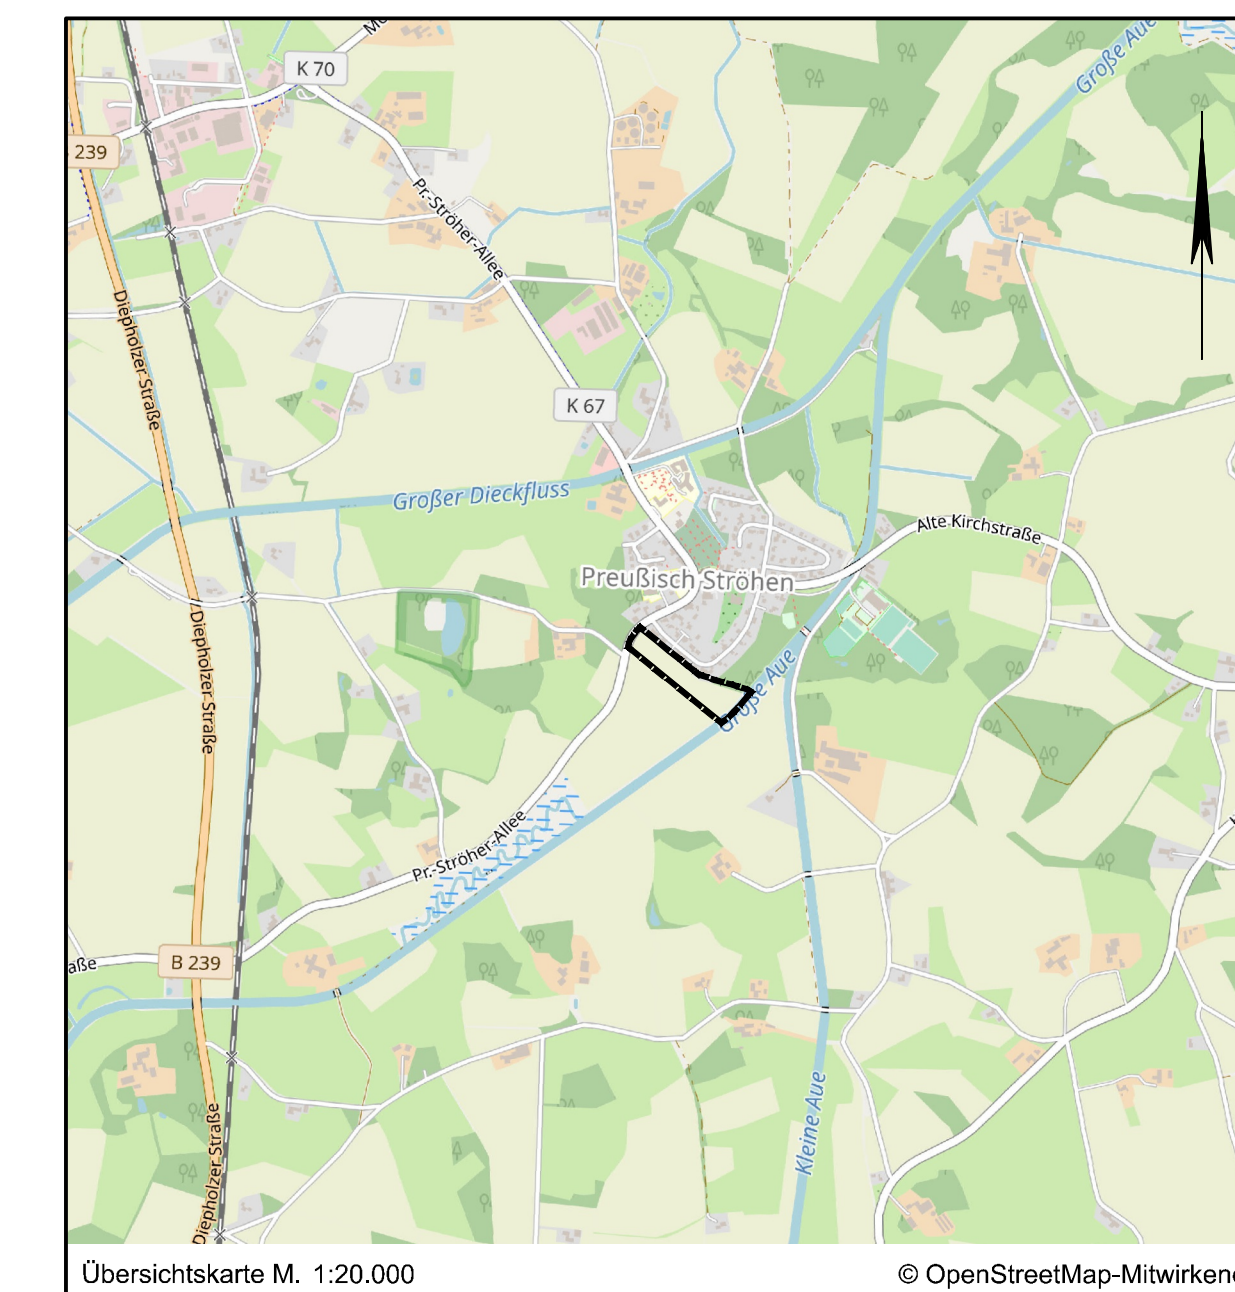 K 70
239
Große Aue
Pr.-Ströher-Allee
Diepholzer Straße
K 67
Großer Dieckfluss
Alte Kirchstraße
Preußisch Ströhen
Diepholzer Straße
Große Aue
Pr.-Ströher-Allee
B 239
aße
Kleine Aue
Diepholzer Straße
Übersichtskarte M. 1:20.000
© OpenStreetMap-Mitwirkend